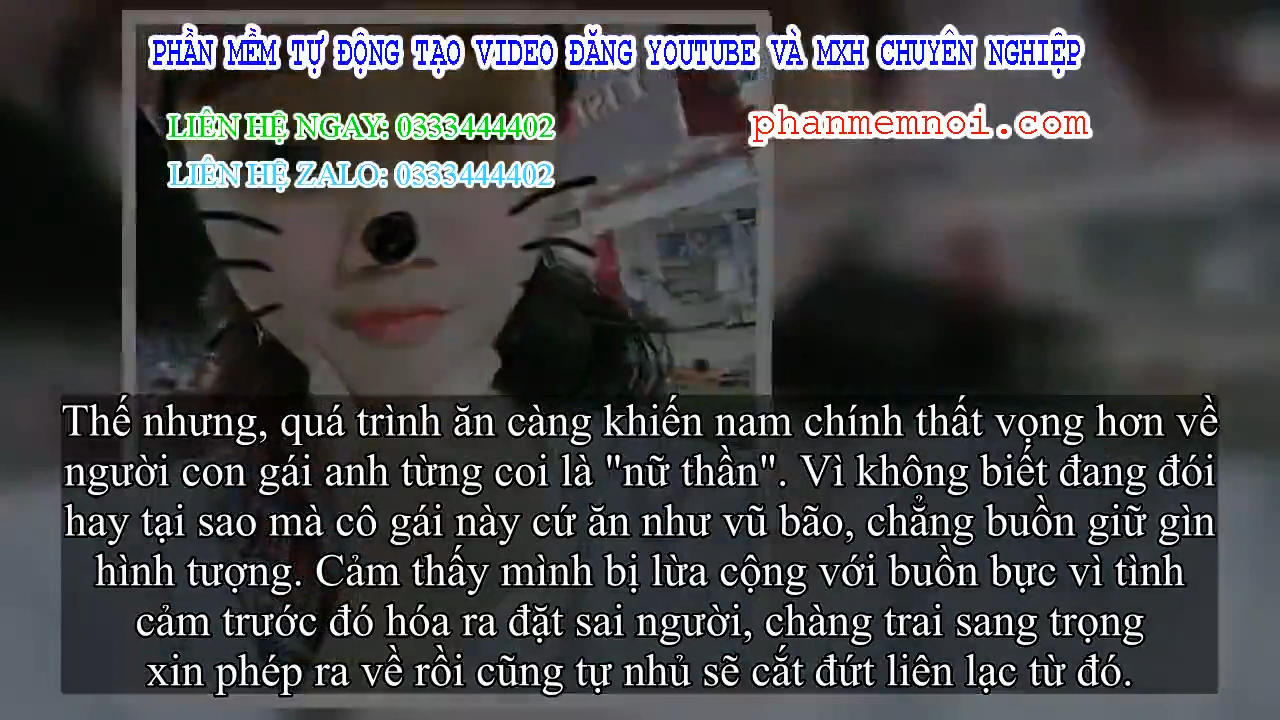 PHẦN MỀM TỰ ĐỘNG TẠO VIDEO ĐĂNG YOUTUBE VÀ MXH CHUYÊN NGHIỆP
LIÊN HỆ NGAY: 0333444402
phanmemnoi.com
LIÊN HỆ ZALO: 0333444402
Thế nhưng, quá trình ăn càng khiến nam chính thất vọng hơn về
người con gái anh từng coi là "nữ thần". Vì không biết đang đói
hay tại sao mà cô gái này cứ ăn như vũ bão, chẳng buồn giữ gìn
hình tượng. Cảm thấy mình bị lừa cộng với buồn bực vì tình
cảm trước đó hóa ra đặt sai người, chàng trai sang trọng
xin phép ra về rồi cũng tự nhủ sẽ cắt đứt liên lạc từ đó.